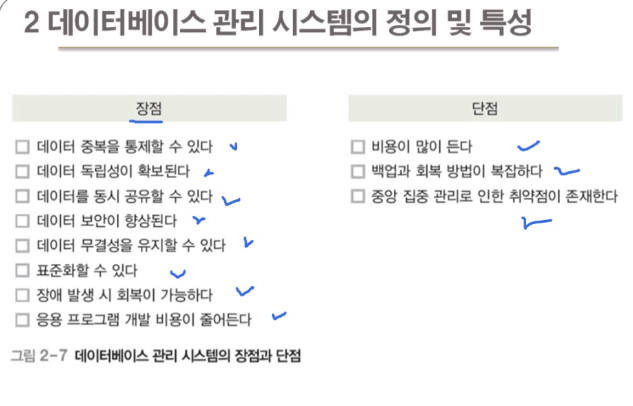 2 데이터베이스 관리 시스템의 정의 및 특성
장점
데이터 중복을 통제할 수 있다
데이터 독립성이 확보된다
데이터를 동시 공유할 수 있다
데이터 보안이 향상된다
데이터 무결성을 유지할 수 있다
표준화할 수 있다
장애 발생 시 회복이 가능하다
응용 프로그램 개발 비용이 줄어든다
단점
비용이 많이 든다
백업과 회복 방법이 복잡하다
중앙 집중 관리로 인한 취약점이 존재한다
그림 2-7 데이터베이스 관리 시스템의 장점과 단점